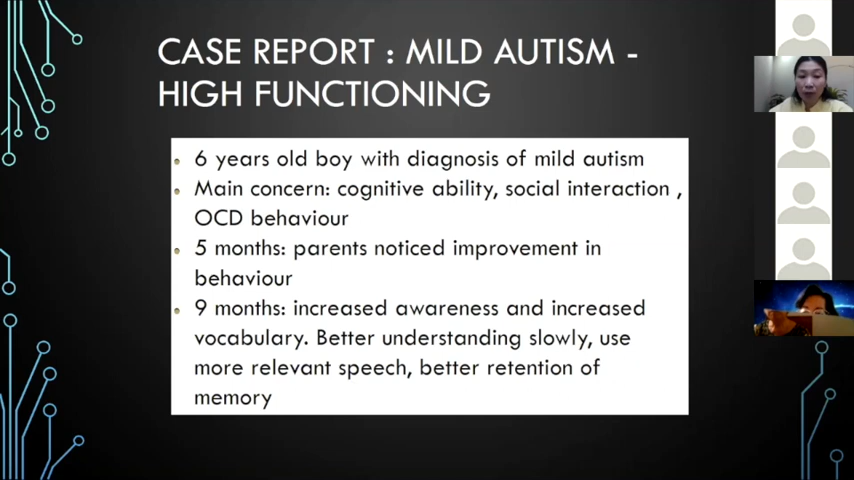 CASE REPORT : MILD AUTISM -
HIGH FUNCTIONING
• 6 years old boy with diagnosis of mild autism
• Main concern: cognitive ability, social interaction ,
OCD behaviour
• 5 months: parents noticed improvement in
behaviour
• 9 months: increased awareness and increased
vocabulary. Better understanding slowly, use
more relevant speech, better retention of
memory